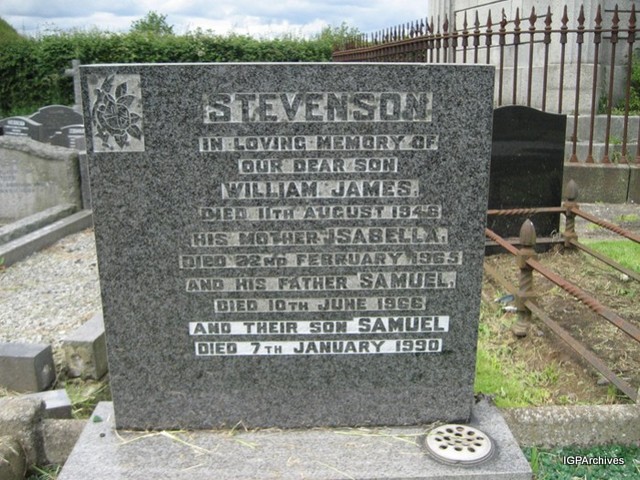 STEVENSON
IN LOVING MEMORY OF
OUR DEAR SON
WILLIAM JAMES,
DIED 11TH AUGUST 1946
HIS MOTHER ISABELLA,
DIED 22ND FEBRUARY 1965
AND HIS FATHER SAMUEL,
DIED 10TH JUNE 1966
AND THEIR SON SAMUEL
DIED 7TH JANUARY 1990
IGPArchives